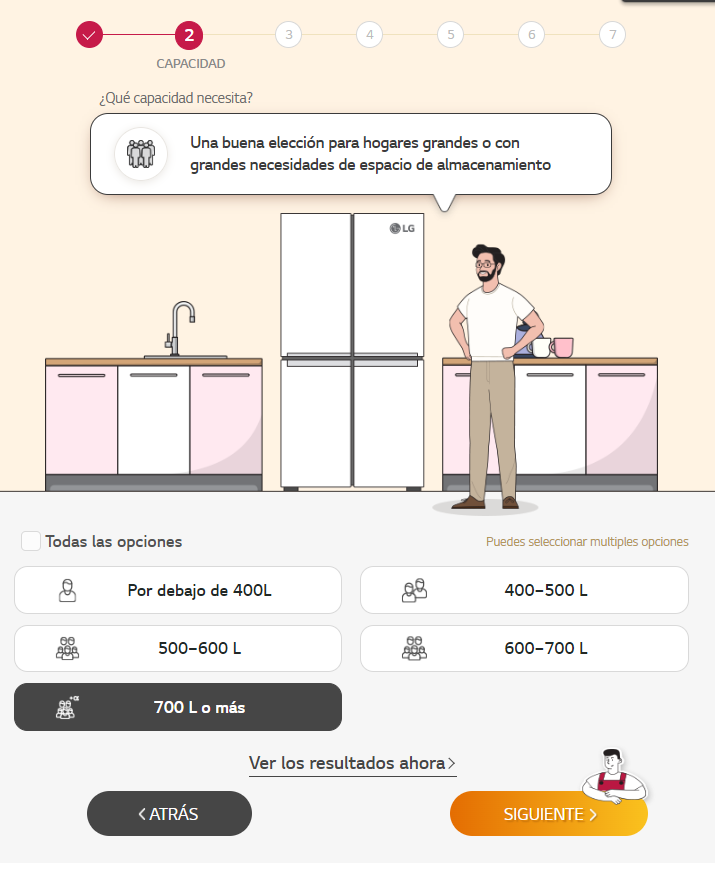 2 3 4 5 6 7
CAPACIDAD
¿Qué capacidad necesita?
Una buena elección para hogares grandes o con
grandes necesidades de espacio de almacenamiento
LG
Todas las opciones
Puedes seleccionar multiples opciones
Por debajo de 400L
400–500 L
500–600 L
600–700 L
+α
700 L o más
Ver los resultados ahora
ATRÁS
SIGUIENTE